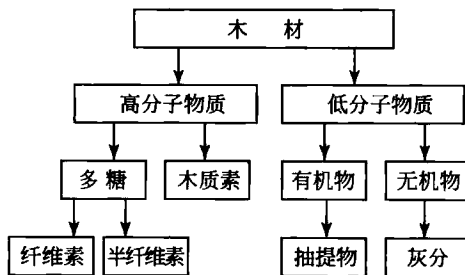 木 材
高分子物质 低分子物质
多糖 木质素 有机物 无机物
纤维素 半纤维素 抽提物 灰分